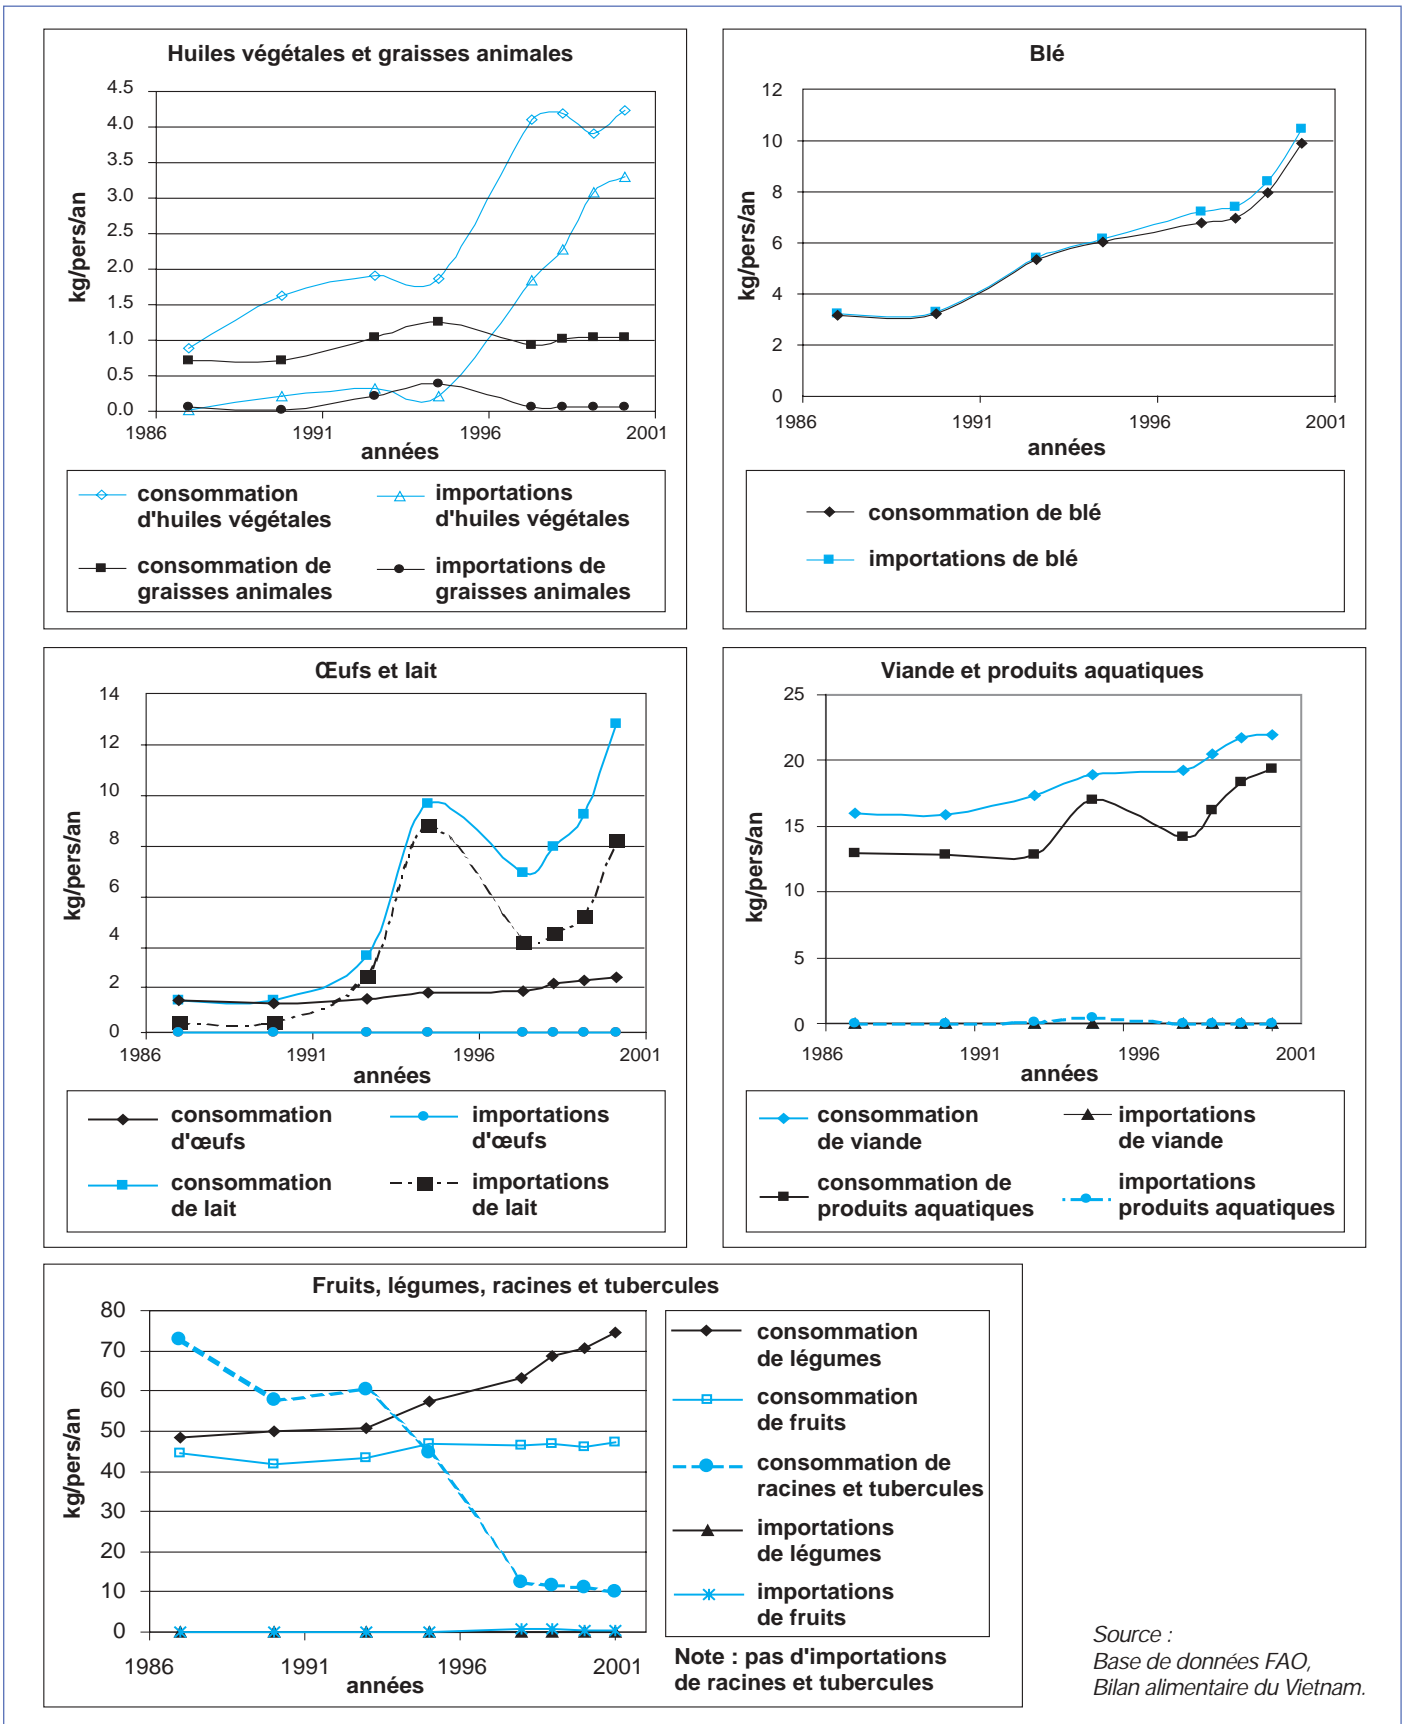 Huiles végétales et graisses animales
4.5
4.0
3.5
3.0
2.5
2.0
1.5
1.0
0.5
0.0
kg/pers/an
1986
1991
1996
2001
années
consommation
d'huiles végétales
importations
d'huiles végétales
consommation de
graisses animales
importations de
graisses animales
Blé
12
10
8
6
4
2
0
kg/pers/an
1986
1991
1996
2001
années
consommation de blé
importations de blé
Œufs et lait
14
12
10
8
6
4
2
0
kg/pers/an
1986
1991
1996
2001
années
consommation
d'œufs
importations
d'œufs
consommation
de lait
importations
de lait
Viande et produits aquatiques
25
20
15
10
5
0
kg/pers/an
1986
1991
1996
2001
années
consommation
de viande
importations
de viande
consommation de
produits aquatiques
importations
produits aquatiques
Fruits, légumes, racines et tubercules
80
70
60
50
40
30
20
10
0
kg/pers/an
1986
1991
1996
2001
années
consommation
de légumes
consommation
de fruits
consommation de
racines et tubercules
importations
de légumes
importations
de fruits
Note : pas d'importations
de racines et tubercules
Source :
Base de données FAO,
Bilan alimentaire du Vietnam.